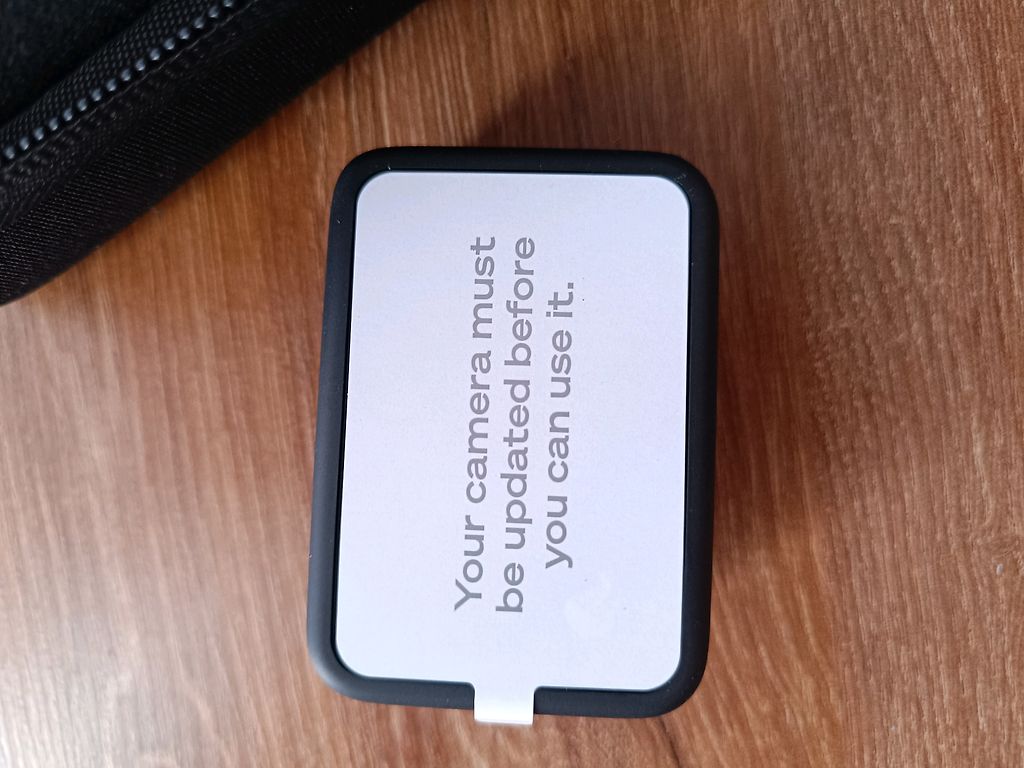 Your camera must
be updated before
you can use it.